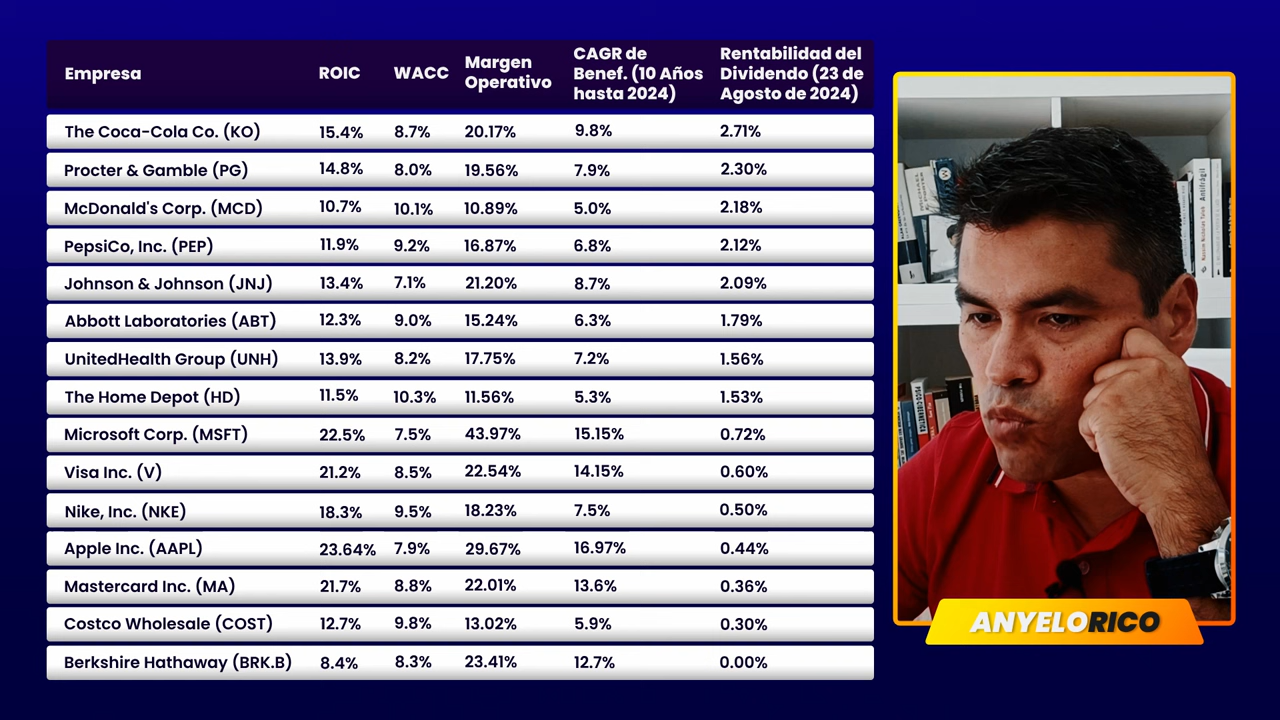 Empresa ROIC WACC Margen Operativo CAGR de Benef. (10 Años hasta 2024) Rentabilidad del Dividendo (23 de Agosto de 2024)
The Coca-Cola Co. (KO) 15.4% 8.7% 20.17% 9.8% 2.71%
Procter & Gamble (PG) 14.8% 8.0% 19.56% 7.9% 2.30%
McDonald's Corp. (MCD) 10.7% 10.1% 10.89% 5.0% 2.18%
PepsiCo, Inc. (PEP) 11.9% 9.2% 16.87% 6.8% 2.12%
Johnson & Johnson (JNJ) 13.4% 7.1% 21.20% 8.7% 2.09%
Abbott Laboratories (ABT) 12.3% 9.0% 15.24% 6.3% 1.79%
UnitedHealth Group (UNH) 13.9% 8.2% 17.75% 7.2% 1.56%
The Home Depot (HD) 11.5% 10.3% 11.56% 5.3% 1.53%
Microsoft Corp. (MSFT) 22.5% 7.5% 43.97% 15.15% 0.72%
Visa Inc. (V) 21.2% 8.5% 22.54% 14.15% 0.60%
Nike, Inc. (NKE) 18.3% 9.5% 18.23% 7.5% 0.50%
Apple Inc. (AAPL) 23.64% 7.9% 29.67% 16.97% 0.44%
Mastercard Inc. (MA) 21.7% 8.8% 22.01% 13.6% 0.36%
Costco Wholesale (COST) 12.7% 9.8% 13.02% 5.9% 0.30%
Berkshire Hathaway (BRK.B) 8.4% 8.3% 23.41% 12.7% 0.00%
Antifrágil
ANYELORICO